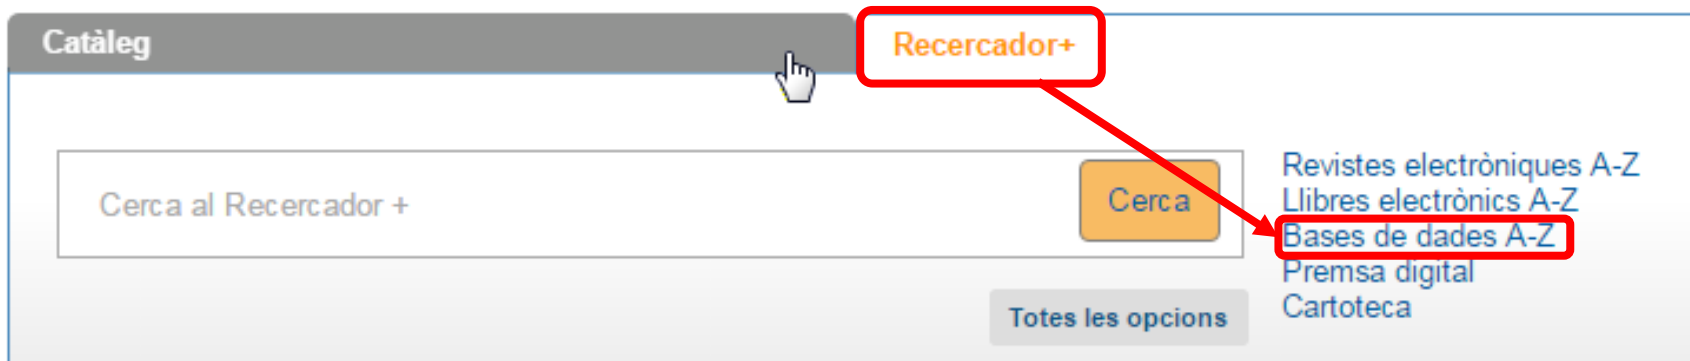 Catàleg
Recercador+
Cerca al Recercador +
Cerca
Revistes electròniques A-Z
Llibres electrònics A-Z
Bases de dades A-Z
Premsa digital
Cartoteca
Totes les opcions